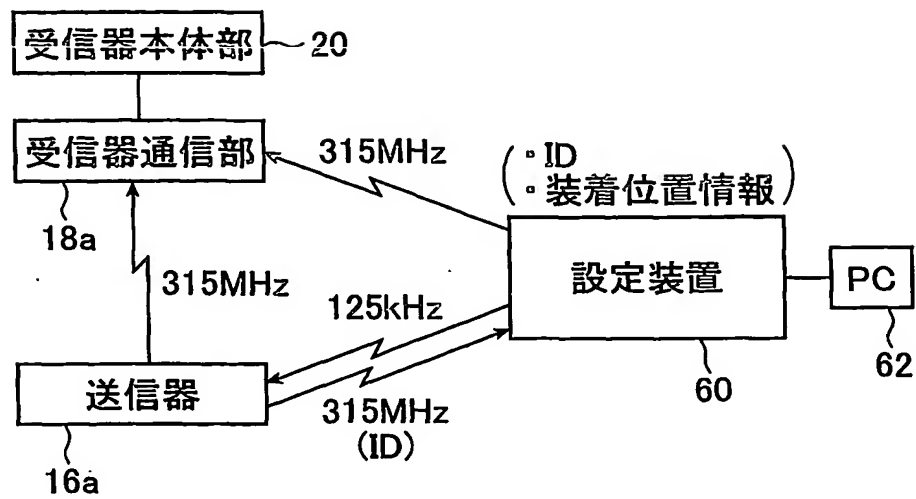 受信器本体部
20
受信器通信部
18a
315MHz
・ID
・装着位置情報
315MHz
設定装置
PC
125kHz
60
62
送信器
315MHz
(ID)
16a